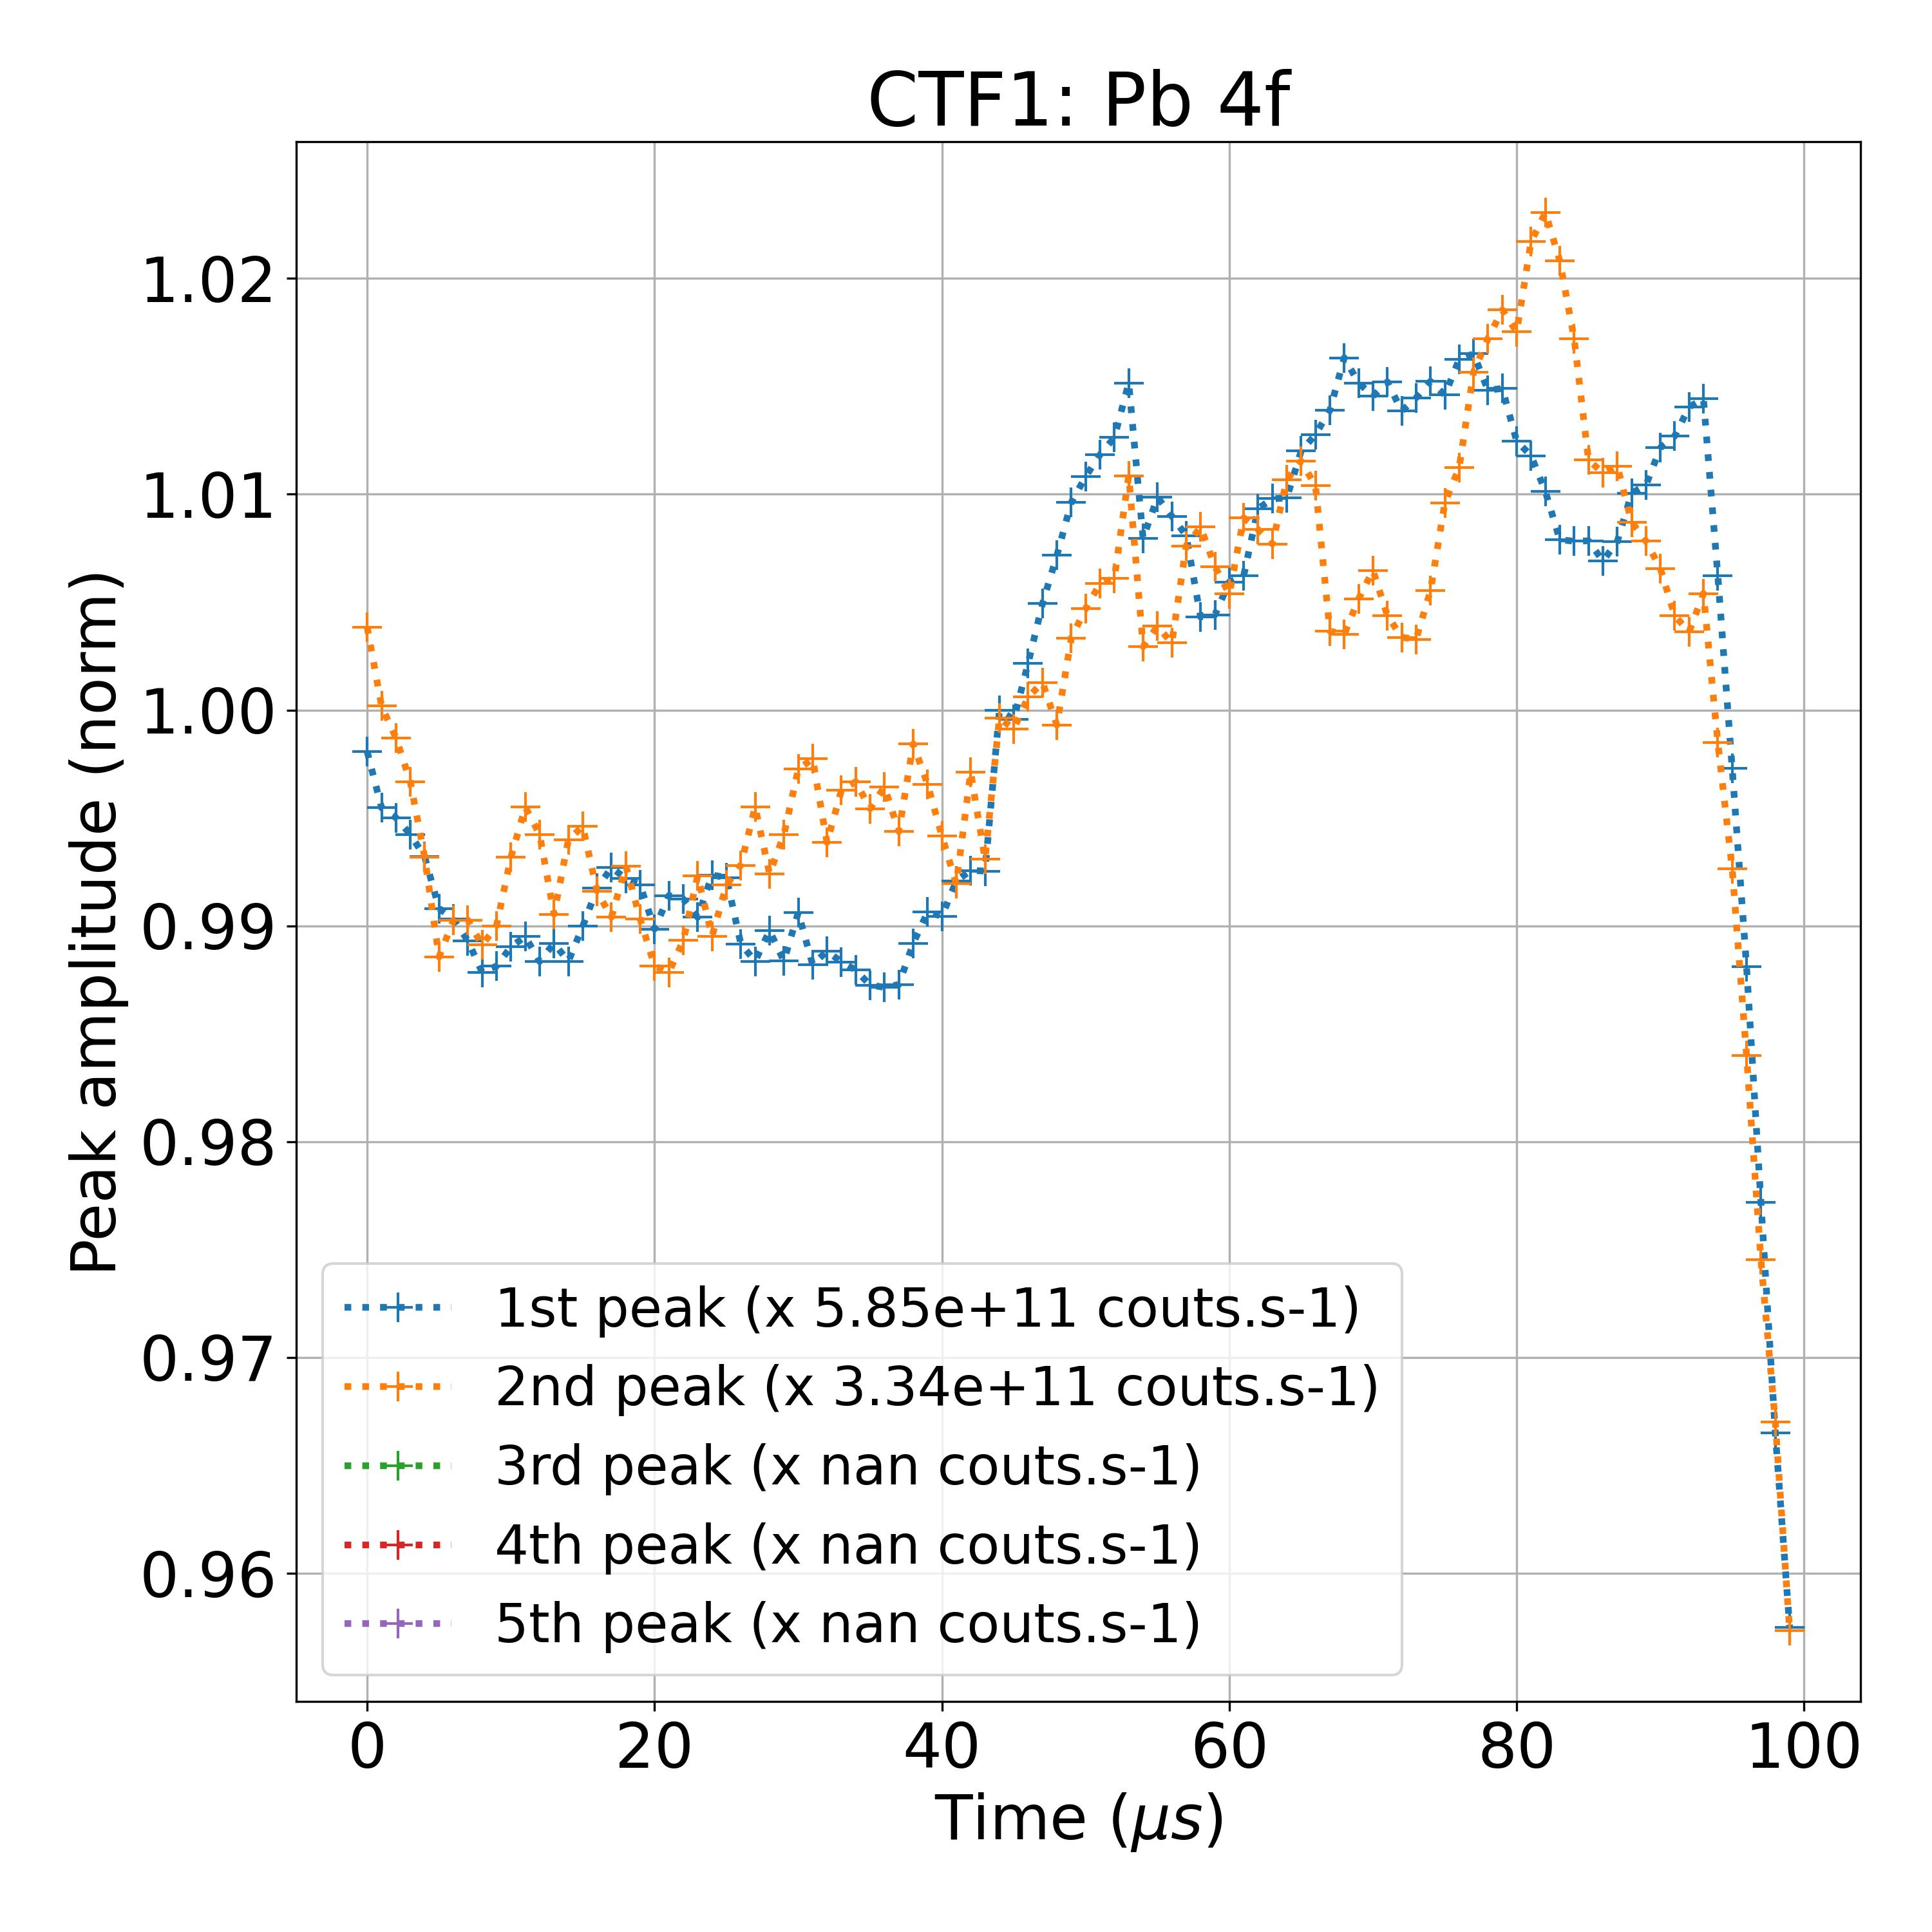 CTF1: Pb 4f
Peak amplitude (norm)
1.02
1.01
1.00
0.99
0.98
0.97
0.96
1st peak (x 5.85e+11 couts.s-1)
2nd peak (x 3.34e+11 couts.s-1)
3rd peak (x nan couts.s-1)
4th peak (x nan couts.s-1)
5th peak (x nan couts.s-1)
0 20 40 60 80 100
Time (μs)